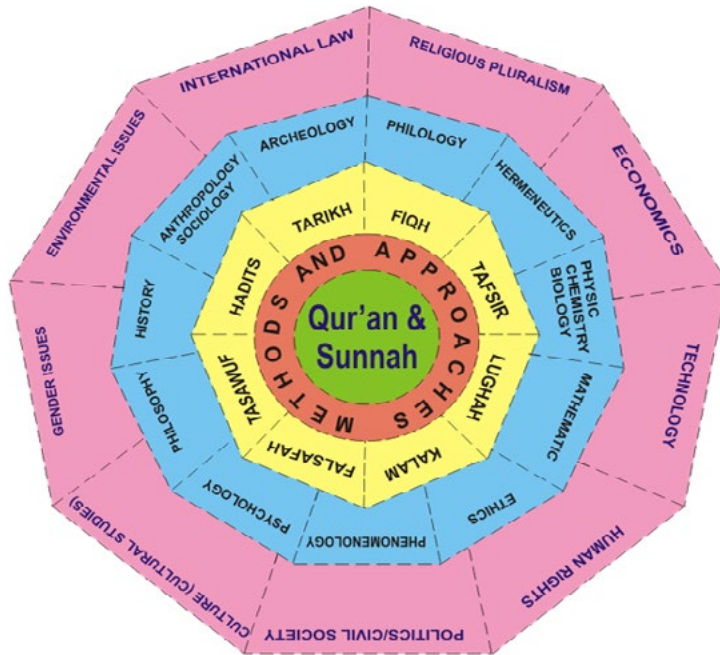 Qur'an &
Sunnah
METHODS AND APPROACHES
FIQH
TAFSIR
LUGHAH
KALAM
FALSAFAH
TASAWUF
HADITS
TARIKH
PHILOLOGY
HERMENEUTICS
PHYSIC
CHEMISTRY
BIOLOGY
MATHEMATIC
ETHICS
PHENOMENOLOGY
PSYCHOLOGY
PHILOSOPHY
HISTORY
ANTHROPOLOGY
SOCIOLOGY
ARCHEOLOGY
RELIGIOUS PLURALISM
ECONOMICS
TECHNOLOGY
HUMAN RIGHTS
POLITICS/CIVIL SOCIETY
CULTURE (CULTURAL STUDIES)
GENDER ISSUES
ENVIRONMENTAL ISSUES
INTERNATIONAL LAW